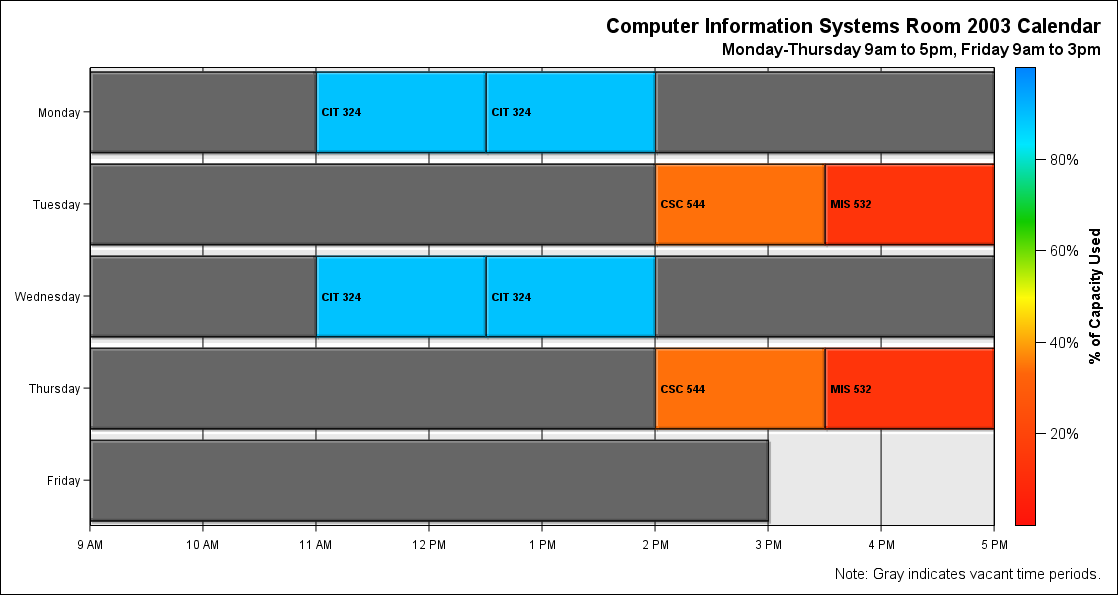 Computer Information Systems Room 2003 Calendar
Monday-Thursday 9am to 5pm, Friday 9am to 3pm
Monday
CIT 324
CIT 324
80%
Tuesday
CSC 544
MIS 532
60%
% of Capacity Used
Wednesday
CIT 324
CIT 324
40%
Thursday
CSC 544
MIS 532
20%
Friday
9 AM
10 AM
11 AM
12 PM
1 PM
2 PM
3 PM
4 PM
5 PM
Note: Gray indicates vacant time periods.